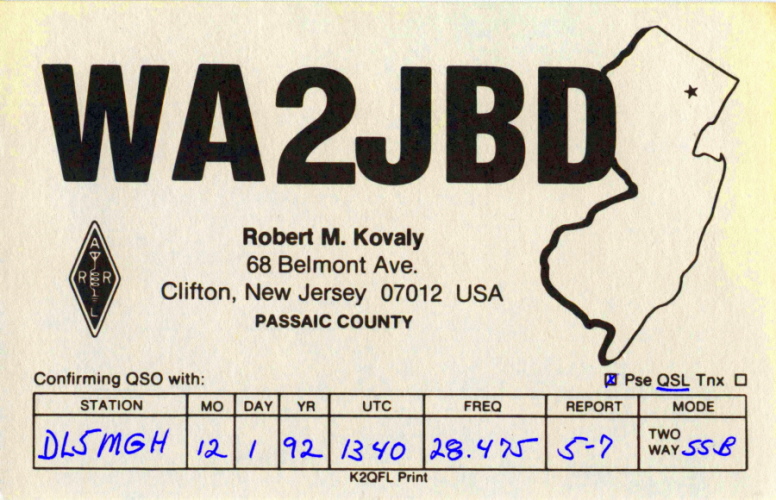 WA2JBD
Robert M. Kovaly
68 Belmont Ave.
Clifton, New Jersey 07012 USA
PASSAIC COUNTY
A
R R
L
Confirming QSO with: ☒ Pse QSL Tnx ☐
STATION MO DAY YR UTC FREQ REPORT MODE
DL5MGH 12 1 92 1340 28.475 5-7 TWO WAY SSB
K2QFL Print